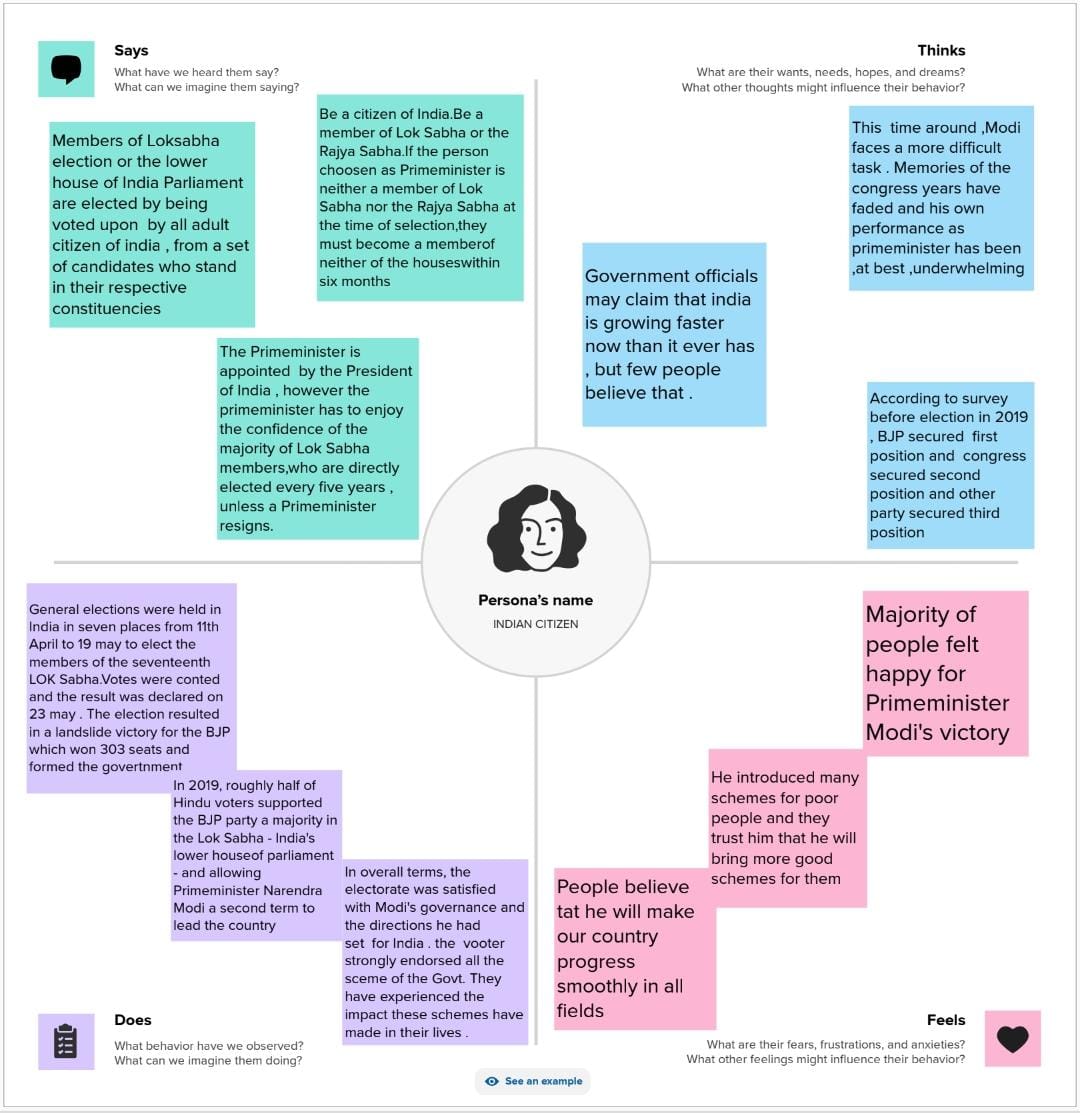 Says
What have we heard them say?
What can we imagine them saying?
Members of Loksabha
election or the lower
house of India Parliament
are elected by being
voted upon  by all adult
citizen of india , from a set
of candidates who stand
in their respective
constituencies
Be a citizen of India.Be a
member of Lok Sabha or the
Rajya Sabha.If the person
choosen as Primeminister is
neither a member of Lok
Sabha nor the Rajya Sabha at
the time of selection,they
must become a memberof
neither of the houseswithin
six months
The Primeminister is
appointed  by the President
of India , however the
primeminister has to enjoy
the confidence of the
majority of Lok Sabha
members,who are directly
elected every five years ,
unless a Primeminister
resigns.
Thinks
What are their wants, needs, hopes, and dreams?
What other thoughts might influence their behavior?
This  time around ,Modi
faces a more difficult
task . Memories of the
congress years have
faded and his own
performance as
primeminister has been
,at best ,underwhelming
Government officials
may claim that india
is growing faster
now than it ever has
, but few people
believe that .
According to survey
before election in 2019
, BJP secured  first
position and  congress
secured second
position and other
party secured third
position
Persona's name
INDIAN CITIZEN
General elections were held in
India in seven places from 11th
April to 19 may to elect the
members of the seventeenth
LOK Sabha.Votes were conted
and the result was declared on
23 may . The election resulted
in a landslide victory for the BJP
which won 303 seats and
formed the govertnment
In 2019, roughly half of
Hindu voters supported
the BJP party a majority in
the Lok Sabha - India's
lower houseof parliament
- and allowing
Primeminister Narendra
Modi a second term to
lead the country
In overall terms, the
electorate was satisfied
with Modi's governance and
the directions he had
set  for India . the  vooter
strongly endorsed all the
sceme of the Govt. They
have experienced the
impact these schemes have
made in their lives .
Does
What behavior have we observed?
What can we imagine them doing?
Majority of
people felt
happy for
Primeminister
Modi's victory
He introduced many
schemes for poor
people and they
trust him that he will
bring more good
schemes for them
People believe
tat he will make
our country
progress
smoothly in all
fields
Feels
What are their fears, frustrations, and anxieties?
What other feelings might influence their behavior?
See an example